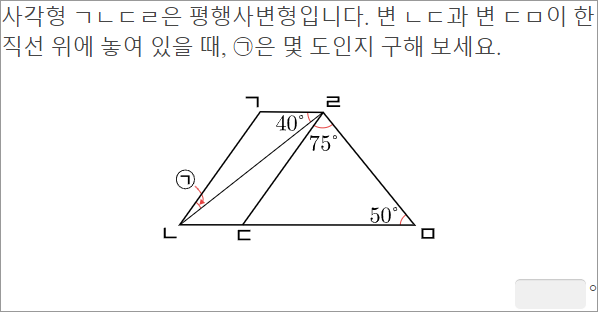 사각형 ㄱㄴㄷㄹ은 평행사변형입니다. 변 ㄴㄷ과 변 ㄷㅁ이 한
직선 위에 놓여 있을 때, ㉠은 몇 도인지 구해 보세요.
ㄱ ㄹ
40°
75°
㉠
50°
ㄴ ㄷ ㅁ
°